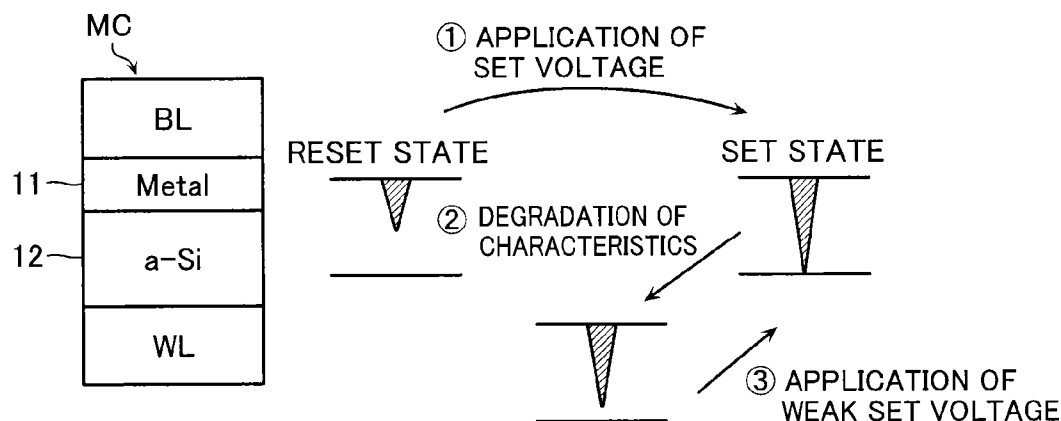 MC
BL
11
Metal
12
a-Si
WL
① APPLICATION OF
SET VOLTAGE
RESET STATE
SET STATE
② DEGRADATION OF
CHARACTERISTICS
③ APPLICATION OF
WEAK SET VOLTAGE